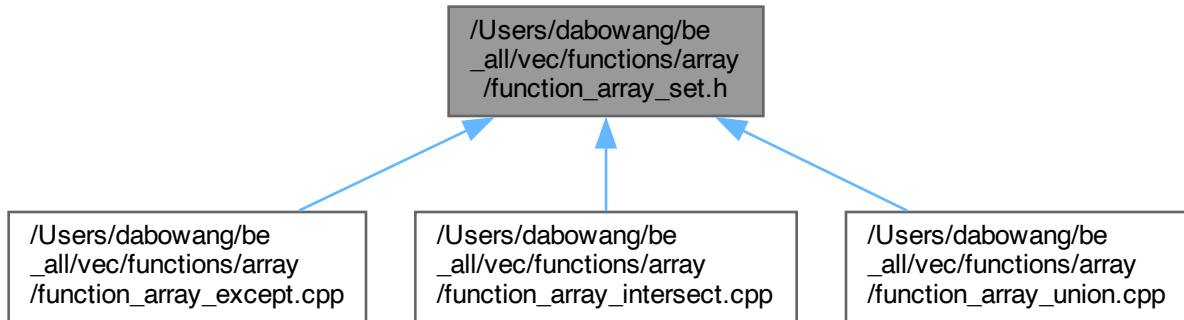 /Users/dabowang/be
_all/vec/functions/array
/function_array_set.h
/Users/dabowang/be
_all/vec/functions/array
/function_array_except.cpp
/Users/dabowang/be
_all/vec/functions/array
/function_array_intersect.cpp
/Users/dabowang/be
_all/vec/functions/array
/function_array_union.cpp